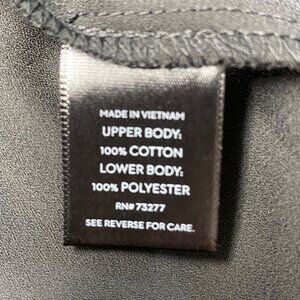 MADE IN VIETNAM
UPPER BODY:
100% COTTON
LOWER BODY:
100% POLYESTER
RN# 73277
SEE REVERSE FOR CARE.